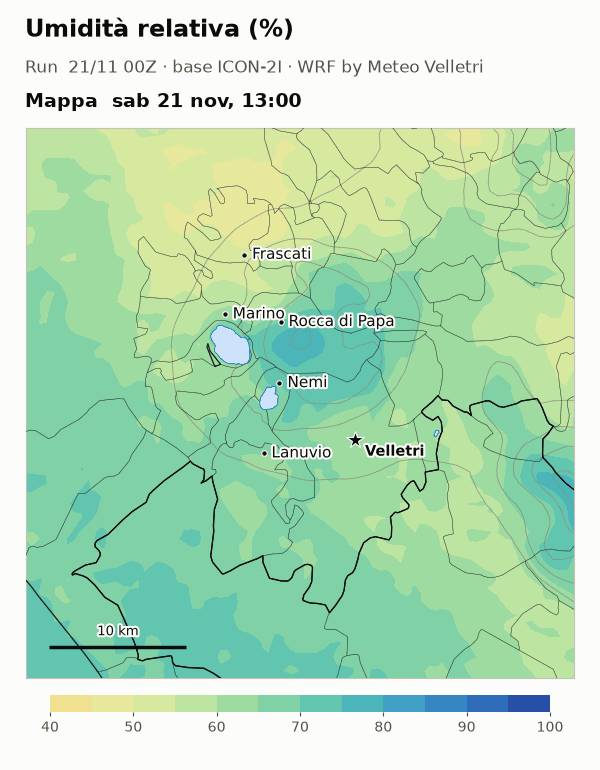 Umidità relativa (%)
Run  21/11 00Z · base ICON-2I · WRF by Meteo Velletri
Mappa  sab 21 nov, 13:00
Frascati
Marino
Rocca di Papa
Nemi
Velletri
Lanuvio
10 km
40 50 60 70 80 90 100